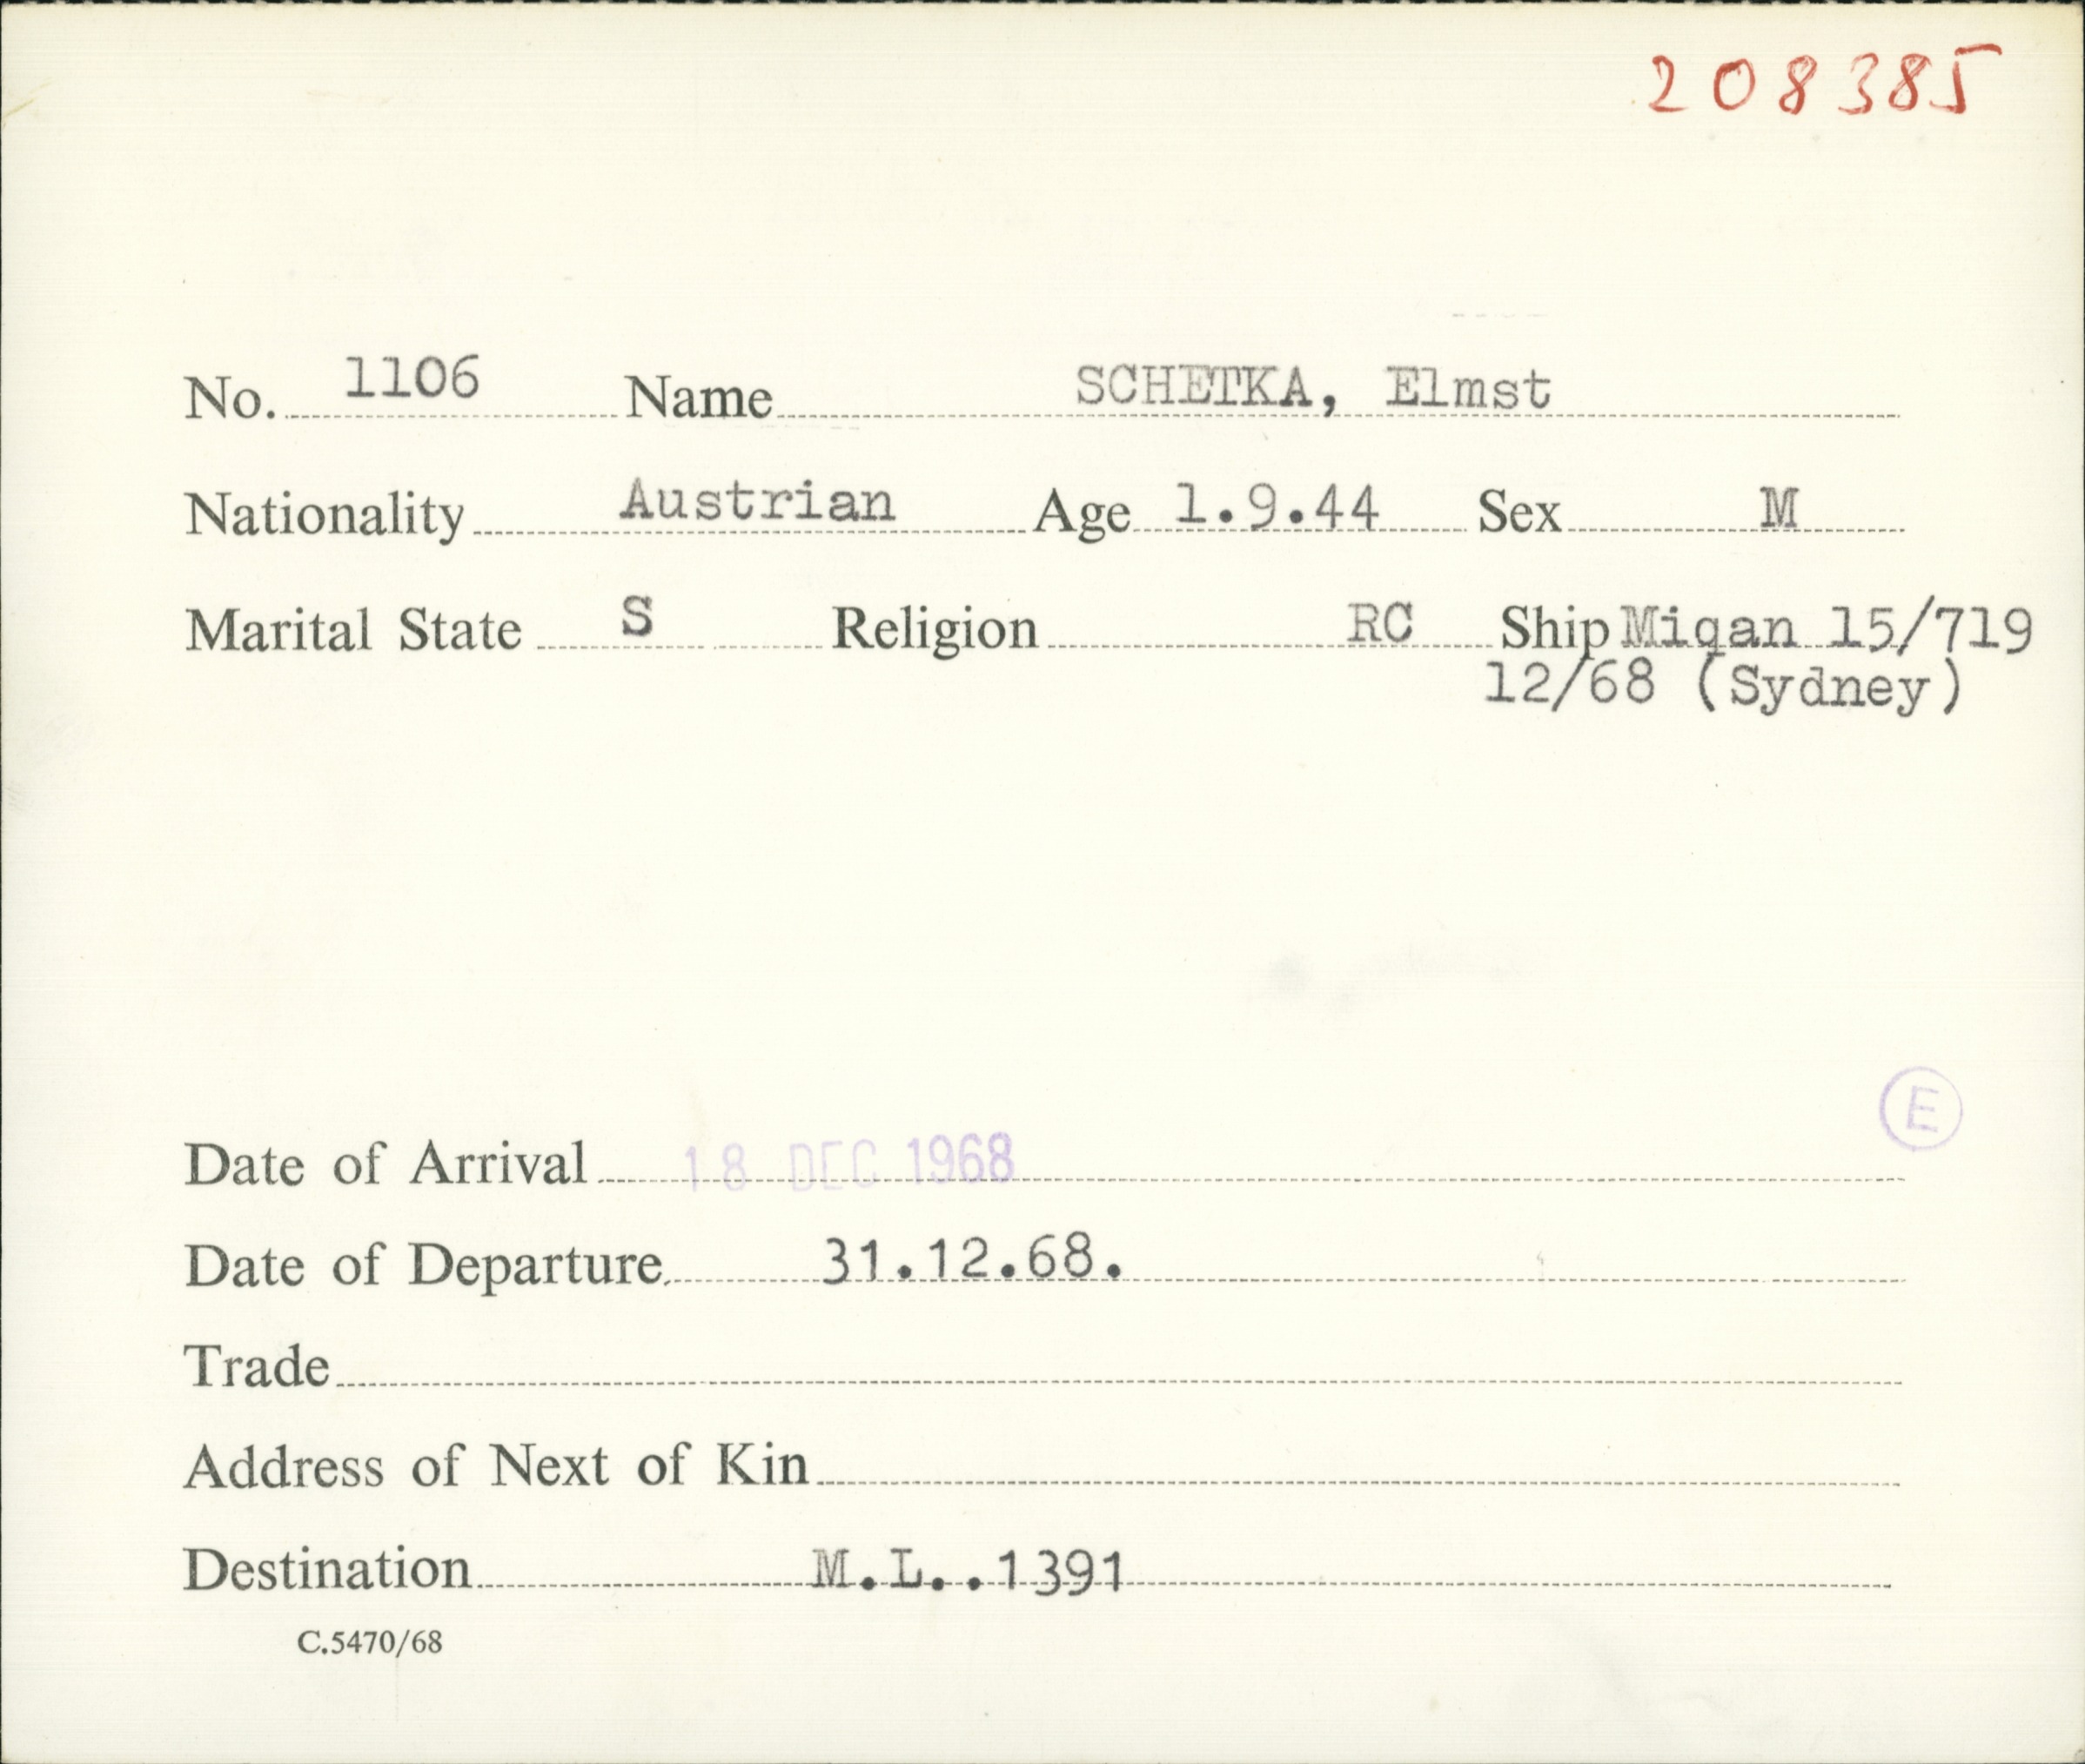 208385
No. 1106 Name SCHETKA, Elmst
Nationality Austrian Age 1.9.44 Sex M
Marital State S Religion RC Ship Migan 15/719
12/68 (Sydney)
E
Date of Arrival 18 DEC 1968
Date of Departure 31.12.68.
Trade
Address of Next of Kin
Destination M.L..1391
C.5470/68